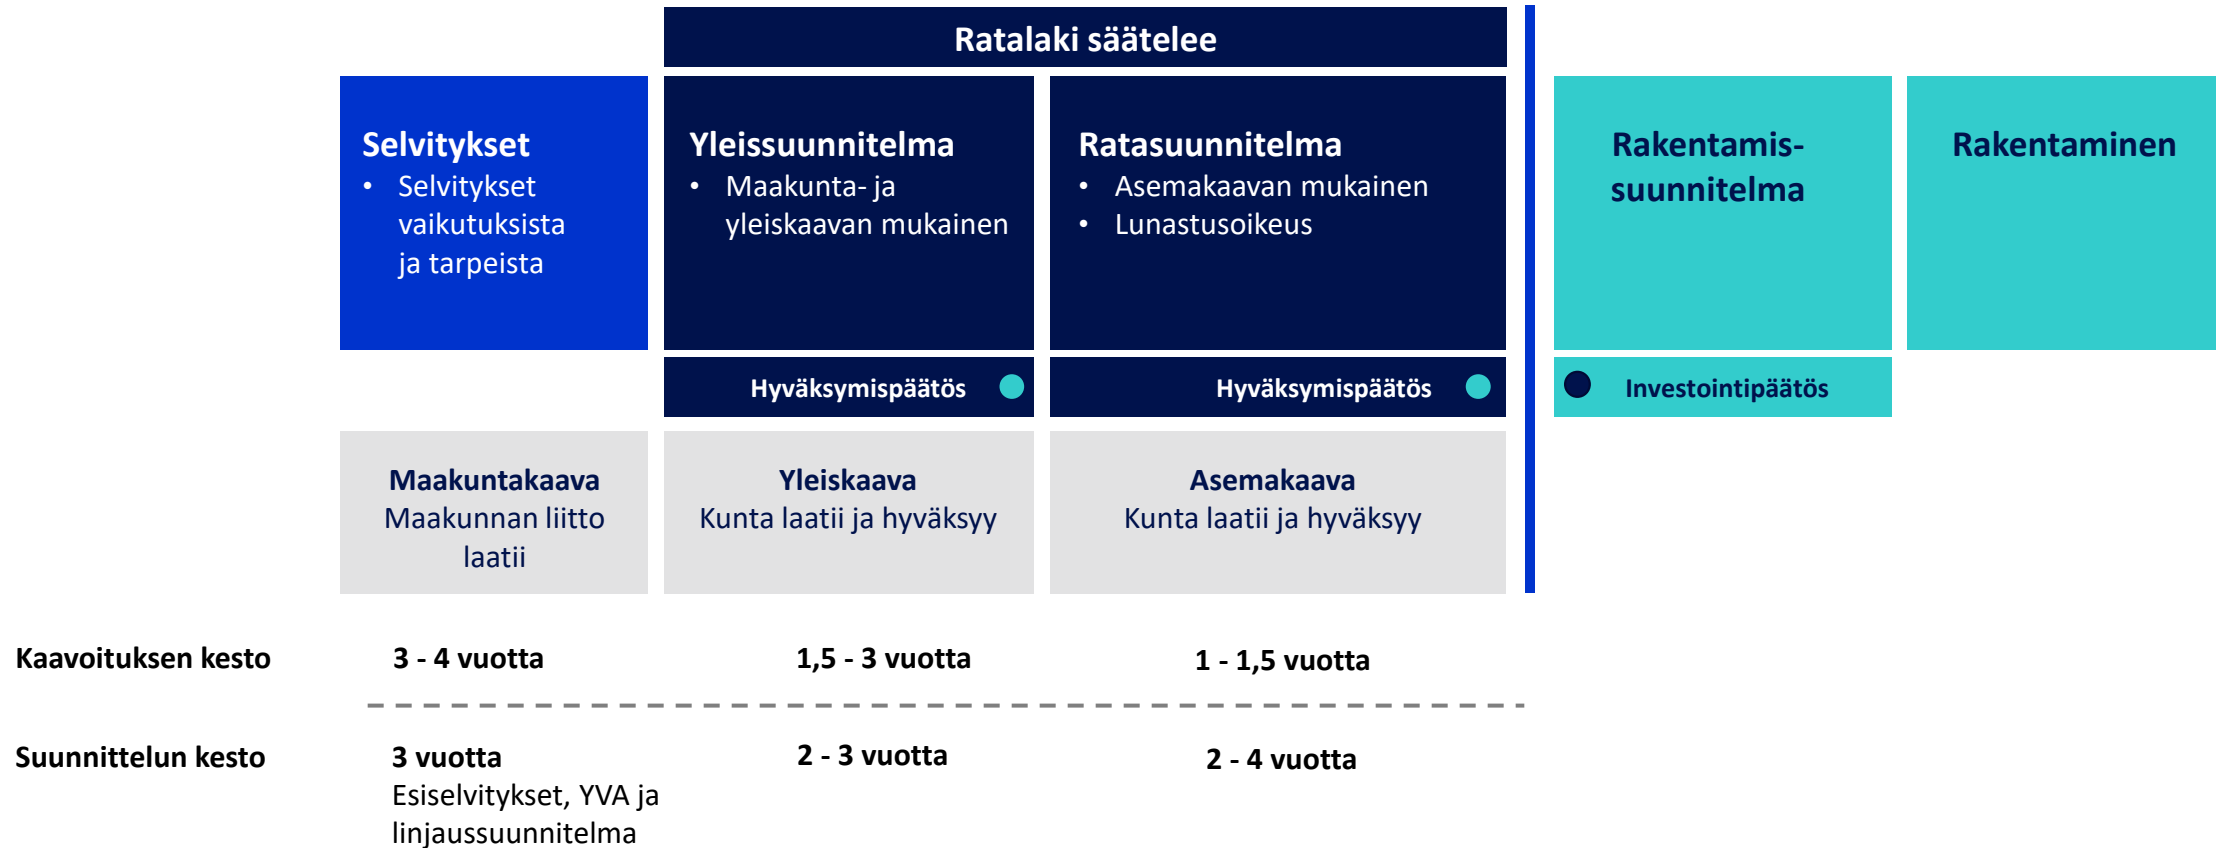 Ratalaki säätelee
Selvitykset
• Selvitykset
vaikutuksista
ja tarpeista
Yleissuunnitelma
• Maakunta- ja
yleiskaavan mukainen
Ratasuunnitelma
• Asemakaavan mukainen
• Lunastusoikeus
Rakentamis-
suunnitelma
Rakentaminen
Hyväksymispäätös
Hyväksymispäätös
Investointipäätös
Maakuntakaava
Maakunnan liitto
laatii
Yleiskaava
Kunta laatii ja hyväksyy
Asemakaava
Kunta laatii ja hyväksyy
Kaavoituksen kesto
3 - 4 vuotta
1,5 - 3 vuotta
1 - 1,5 vuotta
Suunnittelun kesto
3 vuotta
Esiselvitykset, YVA ja
linjaussuunnitelma
2 - 3 vuotta
2 - 4 vuotta